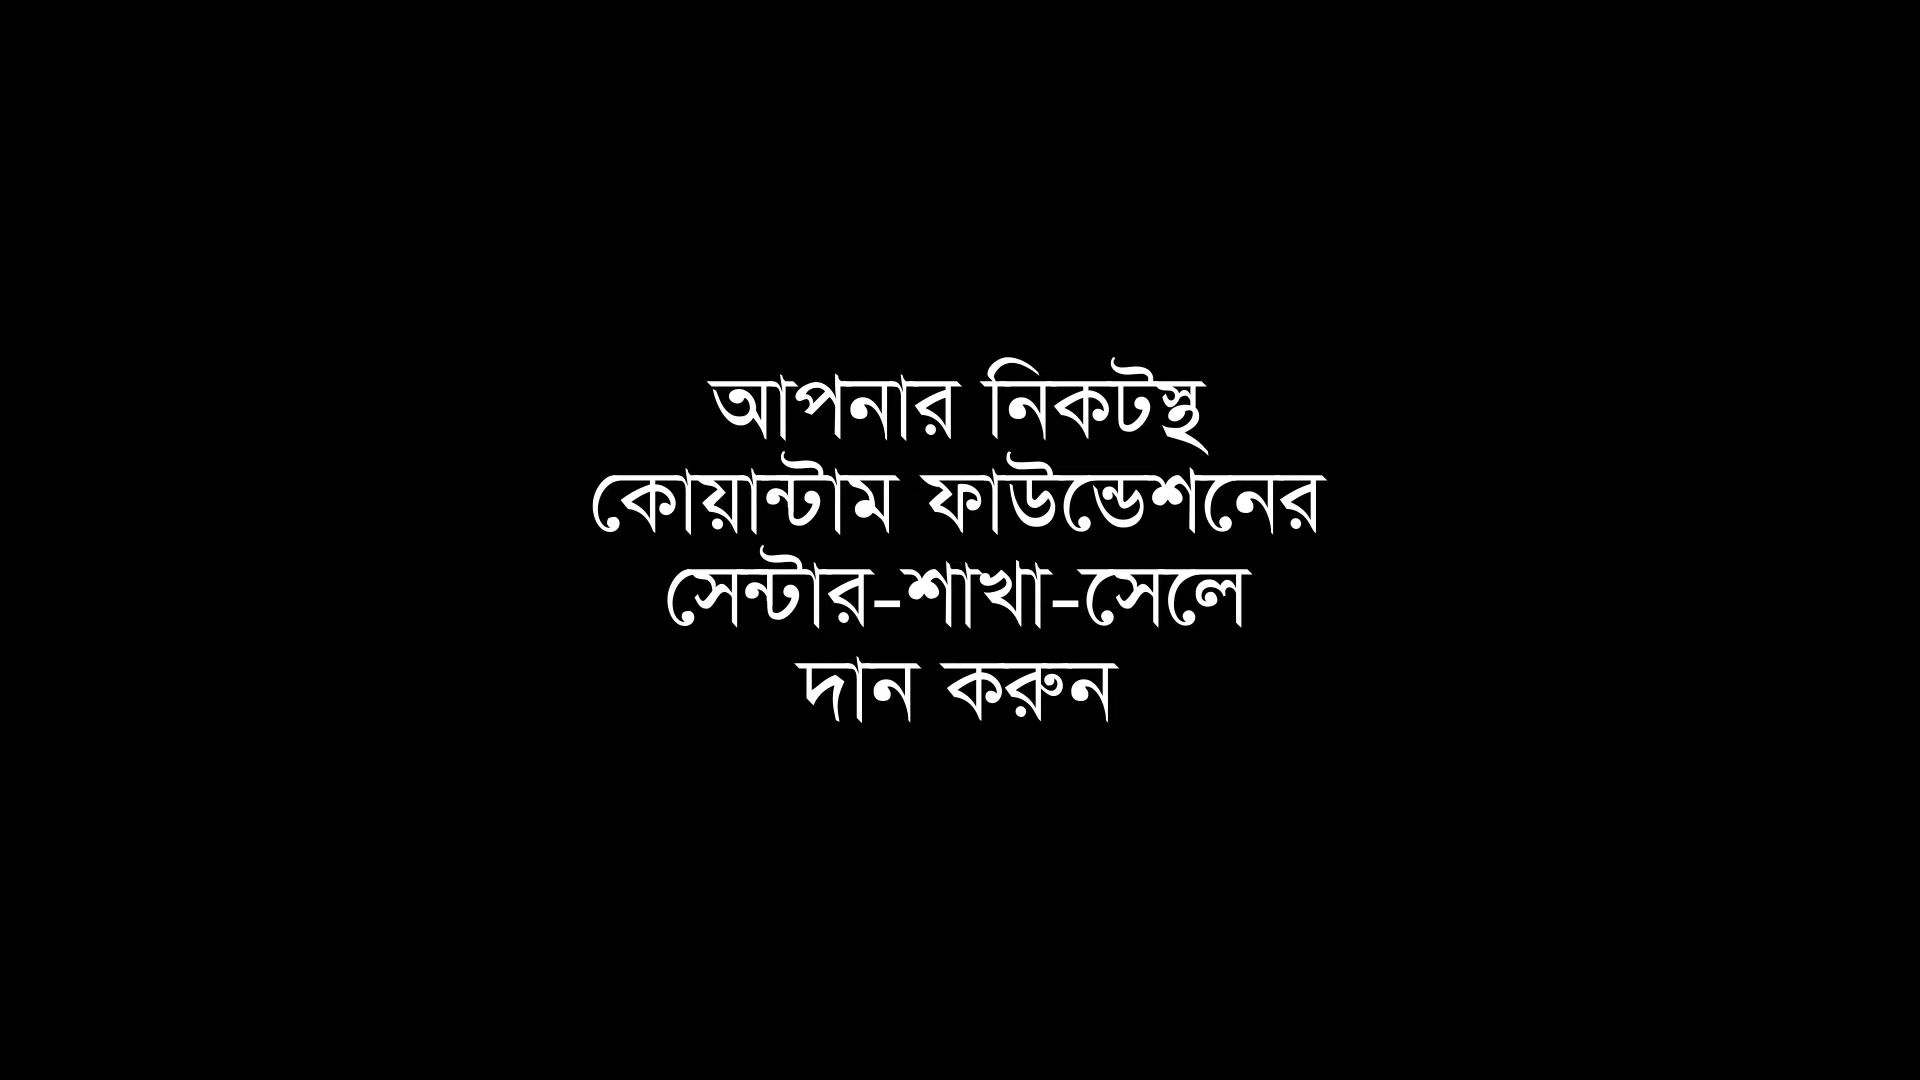 আপনার নিকটস্থ
কোয়ান্টাম ফাউন্ডেশনের
সেন্টার-শাখা-সেলে
দান করুন